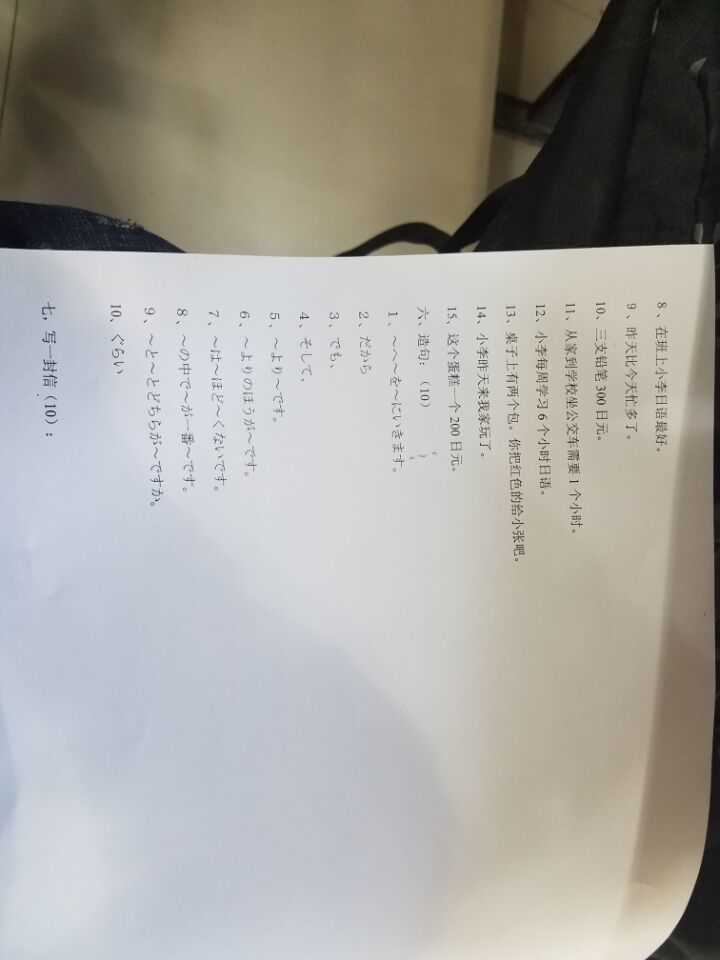 8、在班上小李日语最好。
9、昨天比今天忙多了。
10、三支铅笔 300 日元。
11、从家到学校坐公交车需要 1 个小时。
12、小李每周学习 6 个小时日语。
13、桌子上有两个包。你把红色的给小张吧。
14、小李昨天来我家玩了。
15、这个蛋糕一个 200 日元。
六、造句：（10）
1、～へ～を～にいきます。
2、だから
3、でも、
4、そして、
5、～より～です。
6、～よりのほうが～です。
7、～は～ほど～くないです。
8、～の中で～が一番～です。
9、～と～とどちらが～ですか。
10、ぐらい
七，写一封信（10）：